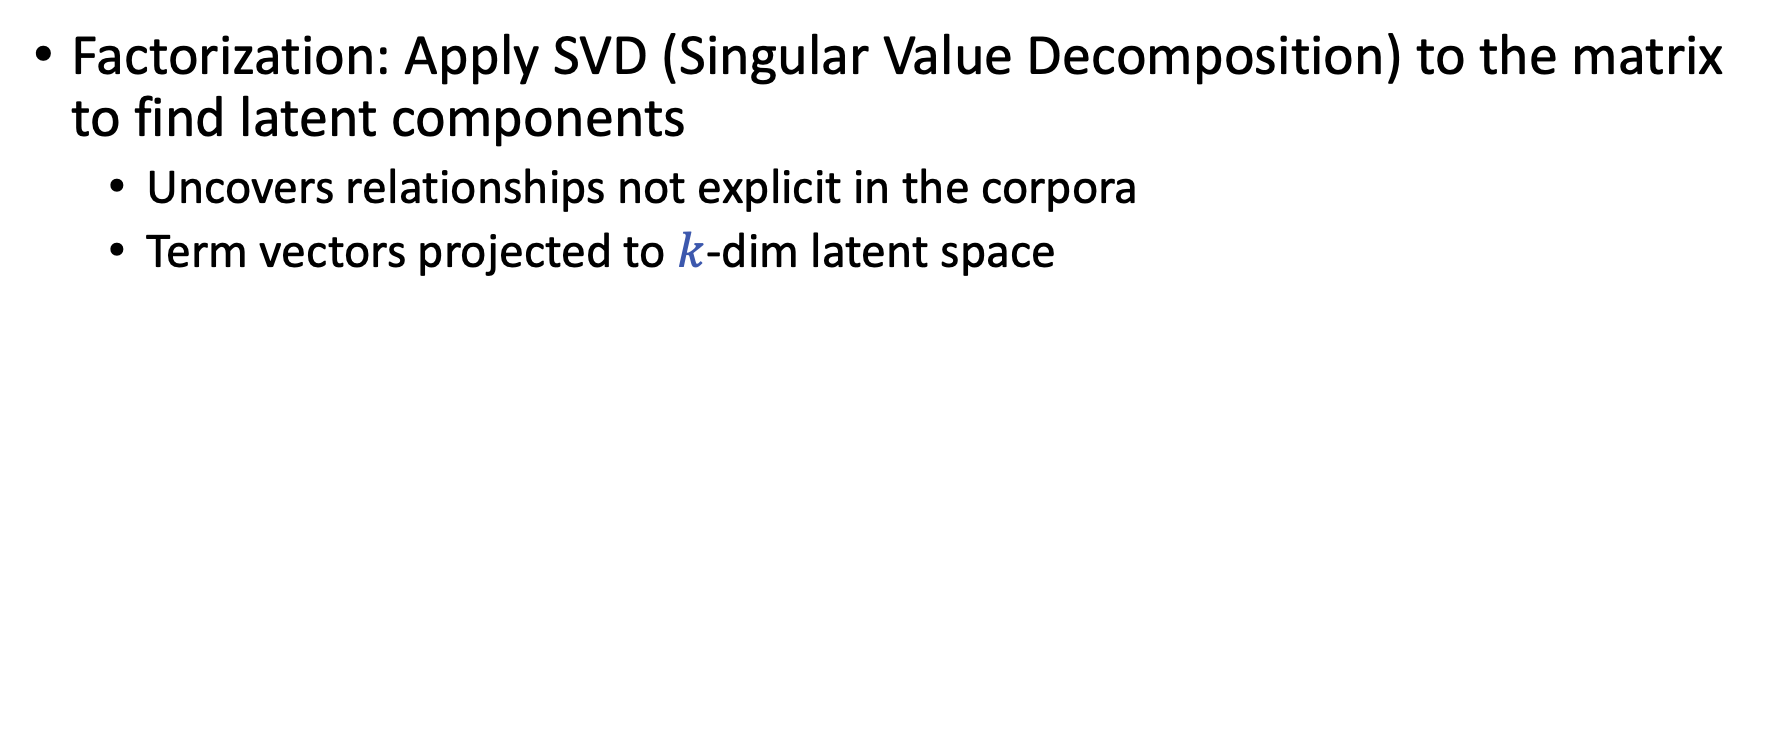 • Factorization: Apply SVD (Singular Value Decomposition) to the matrix
to find latent components
• Uncovers relationships not explicit in the corpora
• Term vectors projected to k-dim latent space